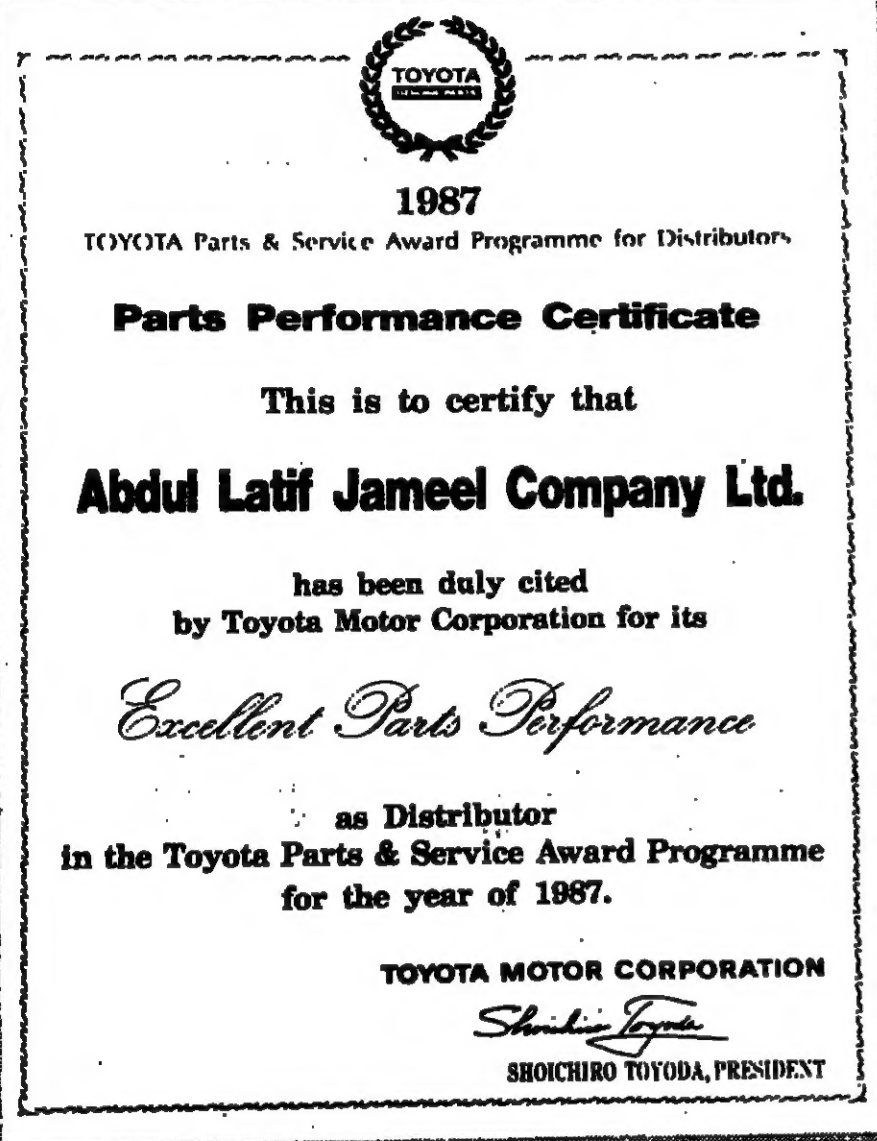 TOYOTA
GENUINE PARTS
1987
TOYOTA Parts & Service Award Programme for Distributors
Parts Performance Certificate
This is to certify that
Abdul Latif Jameel Company Ltd.
has been duly cited
by Toyota Motor Corporation for its
Excellent Parts Performance
as Distributor
in the Toyota Parts & Service Award Programme
for the year of 1987.
TOYOTA MOTOR CORPORATION
Shoichiro Toyoda
SHOICHIRO TOYODA, PRESIDENT